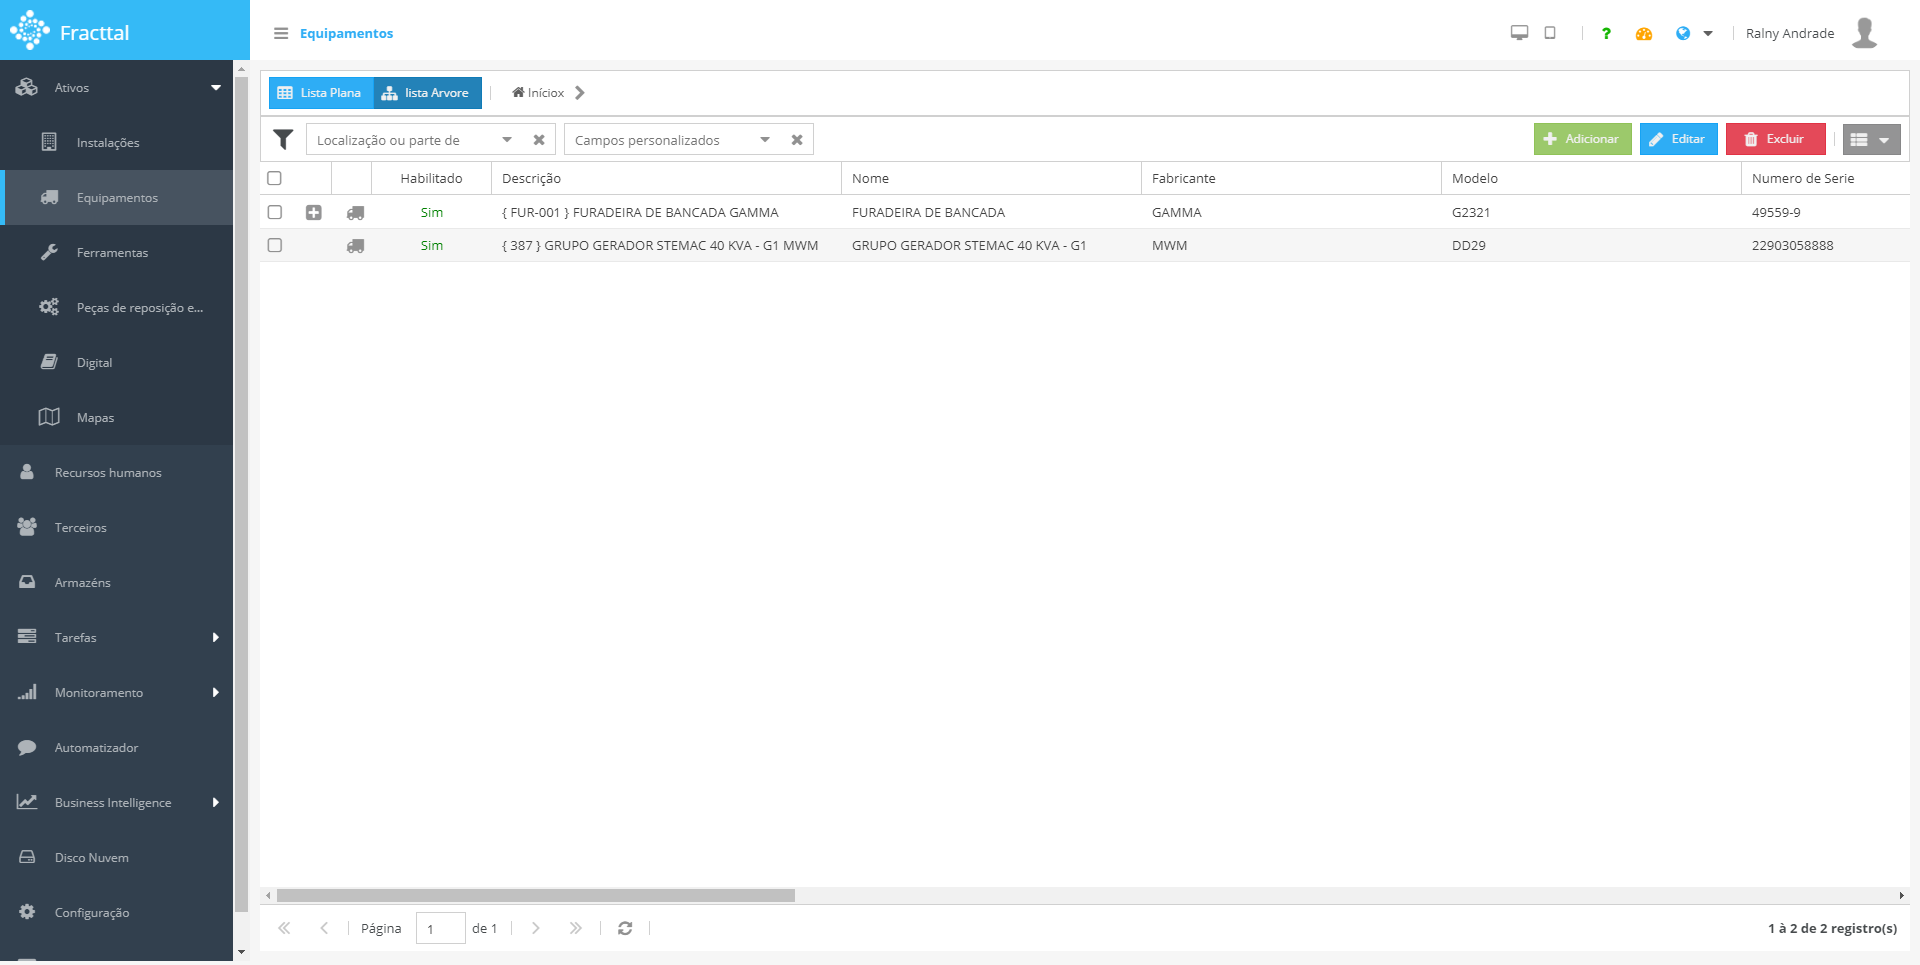 Fracttal
Equipamentos
?
Ralny Andrade
Ativos
Instalações
Equipamentos
Ferramentas
Peças de reposição e...
Digital
Mapas
Recursos humanos
Terceiros
Armazéns
Tarefas
Monitoramento
Automatizador
Business Intelligence
Disco Nuvem
Configuração
Lista Plana
lista Arvore
Iníciox
Localização ou parte de
Campos personalizados
Adicionar
Editar
Excluir
Habilitado Descrição Nome Fabricante Modelo Numero de Serie
Sim { FUR-001 } FURADEIRA DE BANCADA GAMMA FURADEIRA DE BANCADA GAMMA G2321 49559-9
Sim { 387 } GRUPO GERADOR STEMAC 40 KVA - G1 MWM GRUPO GERADOR STEMAC 40 KVA - G1 MWM DD29 22903058888
Página 1 de 1
1 à 2 de 2 registro(s)